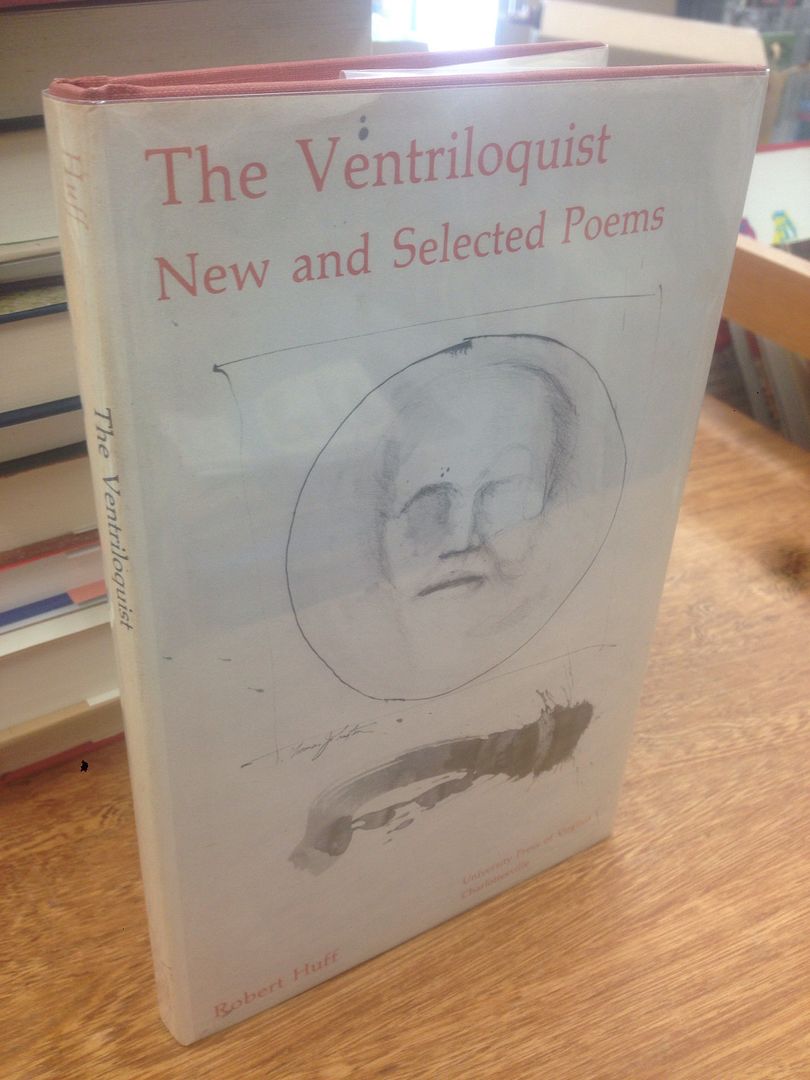 The Ventriloquist
New and Selected Poems
University Press of Virginia
Charlottesville
Robert Huff
Huff
The Ventriloquist